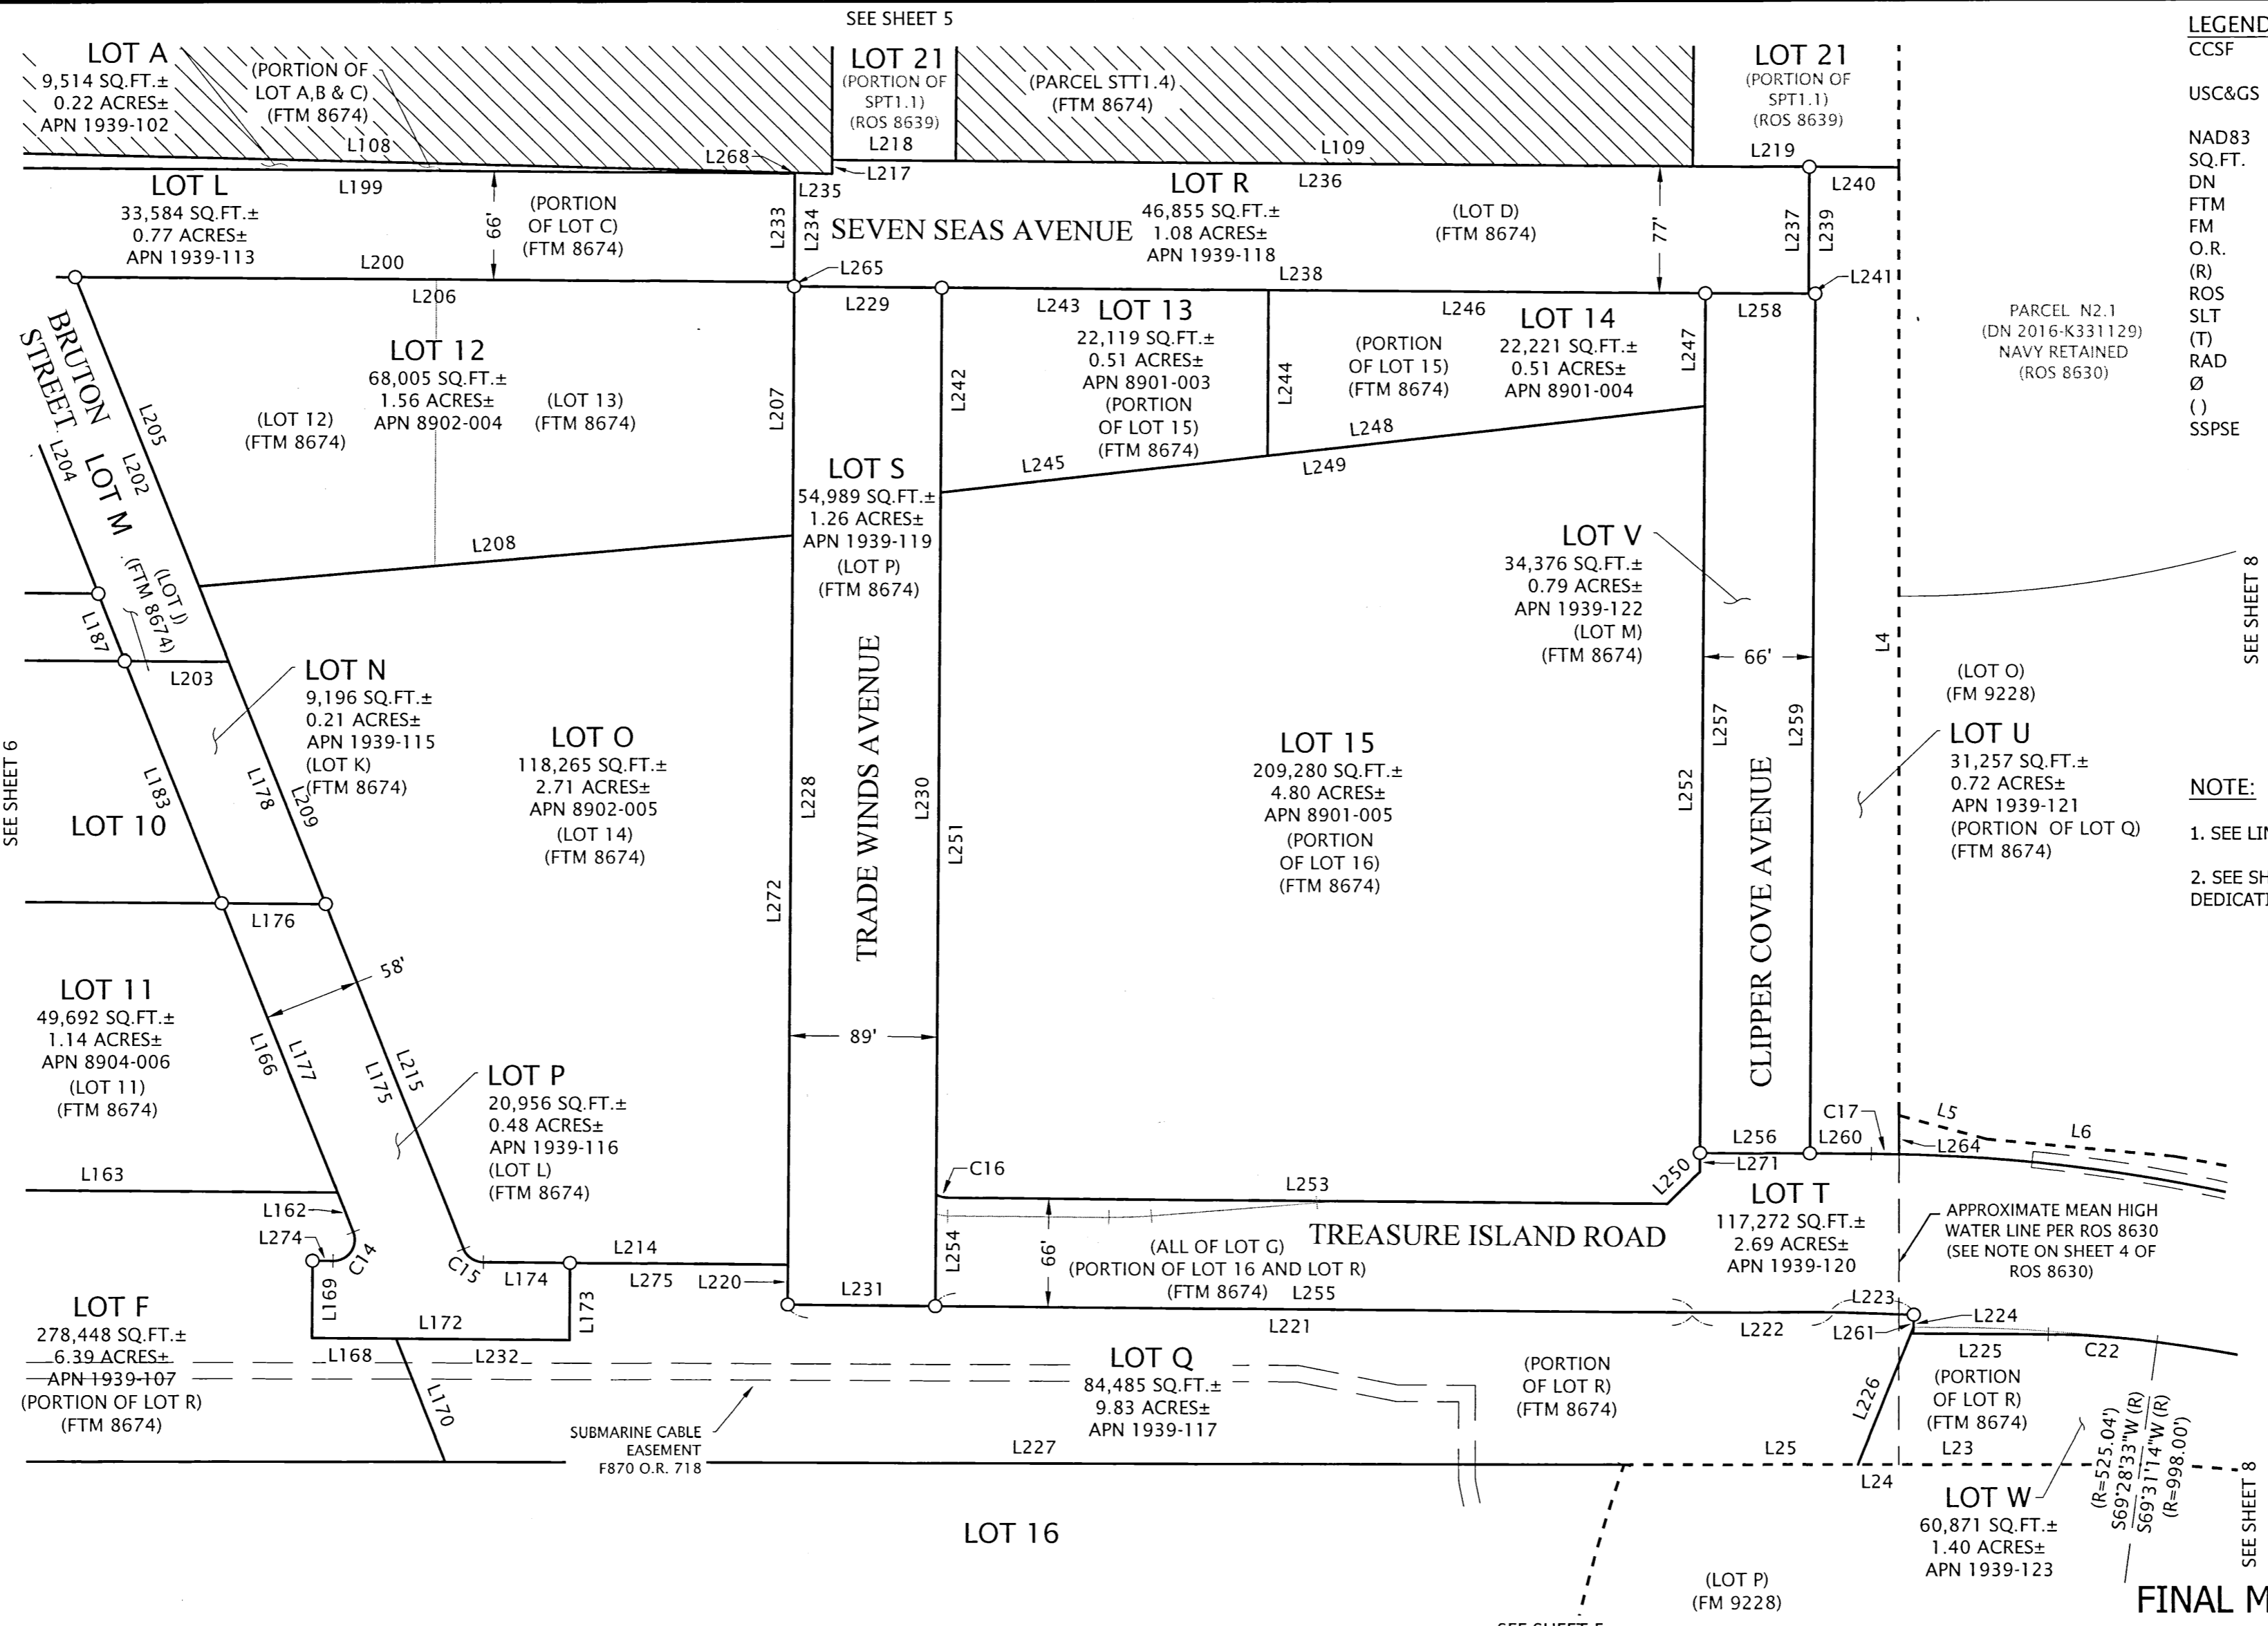 SEE SHEET 5
LOT A
9,514 SQ.FT.±
0.22 ACRES±
APN 1939-102
(PORTION OF
LOT A,B & C)
(FTM 8674)
L108
LOT 21
(PORTION OF
SPT1.1)
(ROS 8639)
L218
(PARCEL STT1.4)
(FTM 8674)
L109
LOT 21
(PORTION OF
SPT1.1)
(ROS 8639)
L219
L268
L217
L235
L236
L240
LOT L
33,584 SQ.FT.±
0.77 ACRES±
APN 1939-113
L199
66'
(PORTION
OF LOT C)
(FTM 8674)
L233
L234
SEVEN SEAS AVENUE
LOT R
46,855 SQ.FT.±
1.08 ACRES±
APN 1939-118
(LOT D)
(FTM 8674)
77'
L237
L239
L200
L206
L265
L229
L238
L241
L243
L246
L258
BRUTON
STREET
LOT M
(LOT J)
(FTM 8674)
L204
L205
L202
L187
L203
LOT 12
68,005 SQ.FT.±
1.56 ACRES±
APN 8902-004
(LOT 12)
(FTM 8674)
(LOT 13)
(FTM 8674)
L207
L208
LOT S
54,989 SQ.FT.±
1.26 ACRES±
APN 1939-119
(LOT P)
(FTM 8674)
L242
LOT 13
22,119 SQ.FT.±
0.51 ACRES±
APN 8901-003
(PORTION
OF LOT 15)
(FTM 8674)
L244
L245
(PORTION
OF LOT 15)
(FTM 8674)
LOT 14
22,221 SQ.FT.±
0.51 ACRES±
APN 8901-004
L247
L248
L249
PARCEL N2.1
(DN 2016-K331129)
NAVY RETAINED
(ROS 8630)
LOT V
34,376 SQ.FT.±
0.79 ACRES±
APN 1939-122
(LOT M)
(FTM 8674)
66'
L4
(LOT O)
(FM 9228)
LOT U
31,257 SQ.FT.±
0.72 ACRES±
APN 1939-121
(PORTION OF LOT Q)
(FTM 8674)
SEE SHEET 6
LOT 10
L183
LOT N
9,196 SQ.FT.±
0.21 ACRES±
APN 1939-115
(LOT K)
(FTM 8674)
L178
L209
LOT O
118,265 SQ.FT.±
2.71 ACRES±
APN 8902-005
(LOT 14)
(FTM 8674)
L228
L272
TRADE WINDS AVENUE
L230
L251
89'
LOT 15
209,280 SQ.FT.±
4.80 ACRES±
APN 8901-005
(PORTION
OF LOT 16)
(FTM 8674)
L252
L257
L259
CLIPPER COVE AVENUE
L176
58'
LOT 11
49,692 SQ.FT.±
1.14 ACRES±
APN 8904-006
(LOT 11)
(FTM 8674)
L166
L177
L175
L215
LOT P
20,956 SQ.FT.±
0.48 ACRES±
APN 1939-116
(LOT L)
(FTM 8674)
L163
L162
L274
C14
C15
L174
L214
L275
L220
L169
L173
L172
L168
L232
L170
C16
L253
L250
L256
L271
L260
C17
L264
L5
L6
LOT T
117,272 SQ.FT.±
2.69 ACRES±
APN 1939-120
TREASURE ISLAND ROAD
L254
66'
(ALL OF LOT G)
(PORTION OF LOT 16 AND LOT R)
(FTM 8674)
L255
L231
L221
L222
L223
L224
L261
L225
C22
L226
APPROXIMATE MEAN HIGH
WATER LINE PER ROS 8630
(SEE NOTE ON SHEET 4 OF
ROS 8630)
LOT F
278,448 SQ.FT.±
6.39 ACRES±
APN 1939-107
(PORTION OF LOT R)
(FTM 8674)
SUBMARINE CABLE
EASEMENT
F870 O.R. 718
LOT Q
84,485 SQ.FT.±
9.83 ACRES±
APN 1939-117
(PORTION
OF LOT R)
(FTM 8674)
(PORTION
OF LOT R)
(FTM 8674)
L227
L25
L24
L23
(R=525.04')
S69°28'33"W (R)
S69°31'14"W (R)
(R=998.00')
LOT W
60,871 SQ.FT.±
1.40 ACRES±
APN 1939-123
LOT 16
(LOT P)
(FM 9228)
LEGEND
CCSF
USC&GS
NAD83
SQ.FT.
DN
FTM
FM
O.R.
(R)
ROS
SLT
(T)
RAD
Ø
( )
SSPSE
SEE SHEET 8
NOTE:
1. SEE LIN
2. SEE SH
DEDICATI
SEE SHEET 8
FINAL M